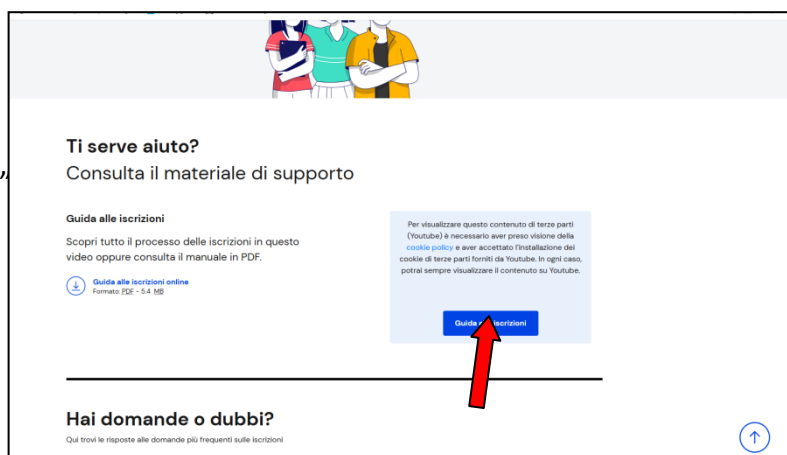 Ti serve aiuto?
Consulta il materiale di supporto
”
Guida alle iscrizioni
Scopri tutto il processo delle iscrizioni in questo
video oppure consulta il manuale in PDF.
Guida alle iscrizioni online
Formato: PDF - 5.4 MB
Per visualizzare questo contenuto di terze parti
(Youtube) è necessario aver preso visione della
cookie policy e aver accettato l'installazione dei
cookie di terze parti forniti da Youtube. In ogni caso,
potrai sempre visualizzare il contenuto su Youtube.
Guida iscrizioni
Hai domande o dubbi?
Qui trovi le risposte alle domande più frequenti sulle iscrizioni